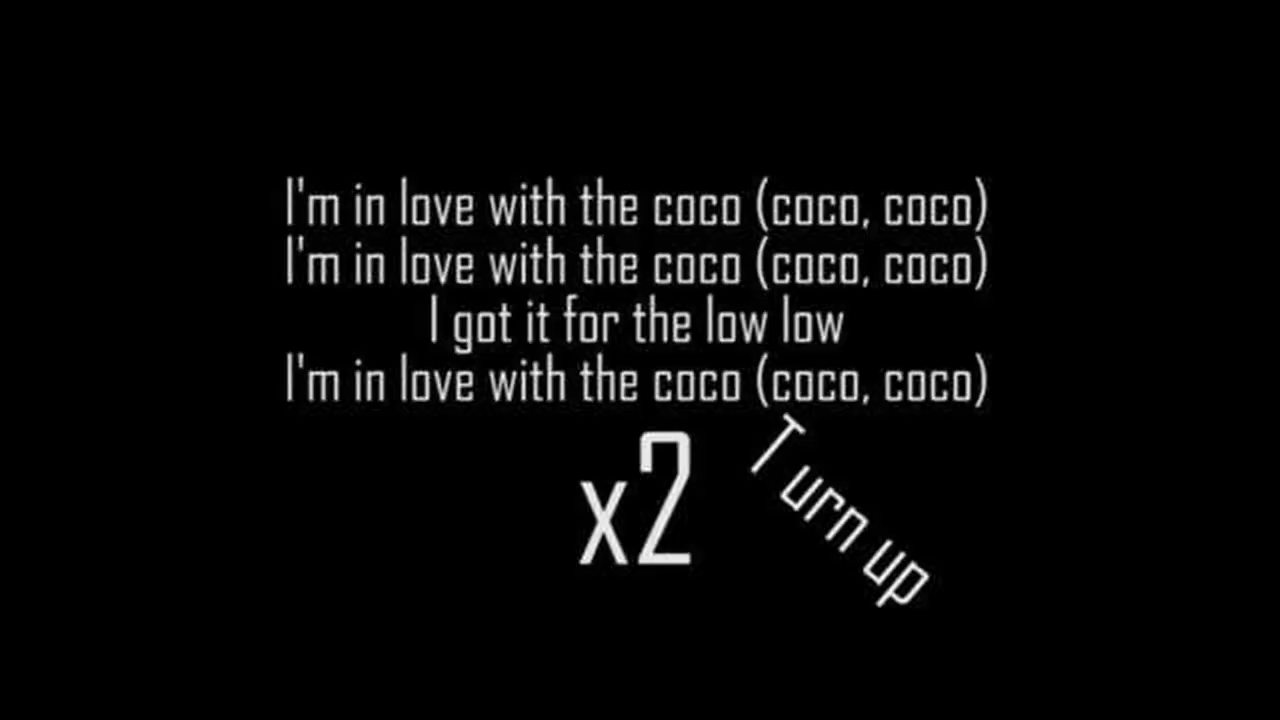 I'm in love with the coco (coco, coco)
I'm in love with the coco (coco, coco)
I got it for the low low
I'm in love with the coco (coco, coco)
x2
Turn up